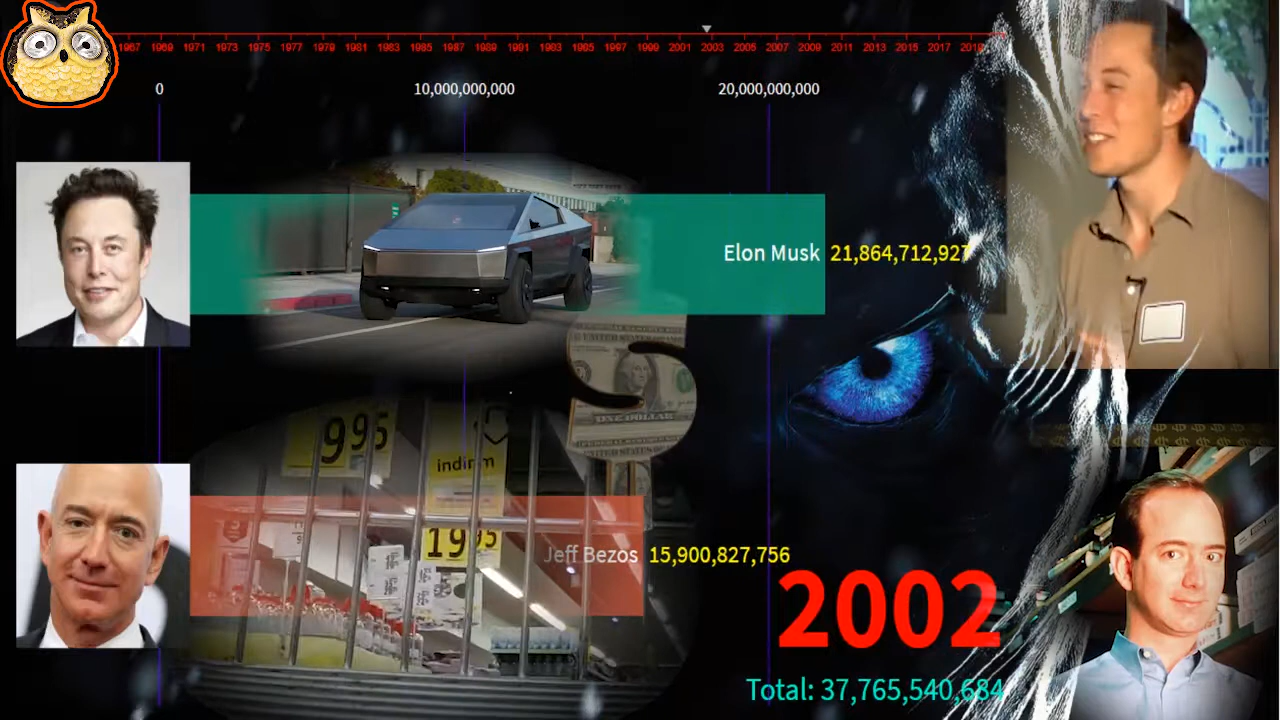 1967 1969 1971 1973 1975 1977 1979 1981 1983 1985 1987 1989 1991 1993 1995 1997 1999 2001 2003 2005 2007 2009 2011 2013 2015 2017 2019
0 10,000,000,000 20,000,000,000
Elon Musk 21,864,712,927
ONE DOLLAR
995
indirim
1995
Jeff Bezos 15,900,827,756
2002
Total: 37,765,540,684